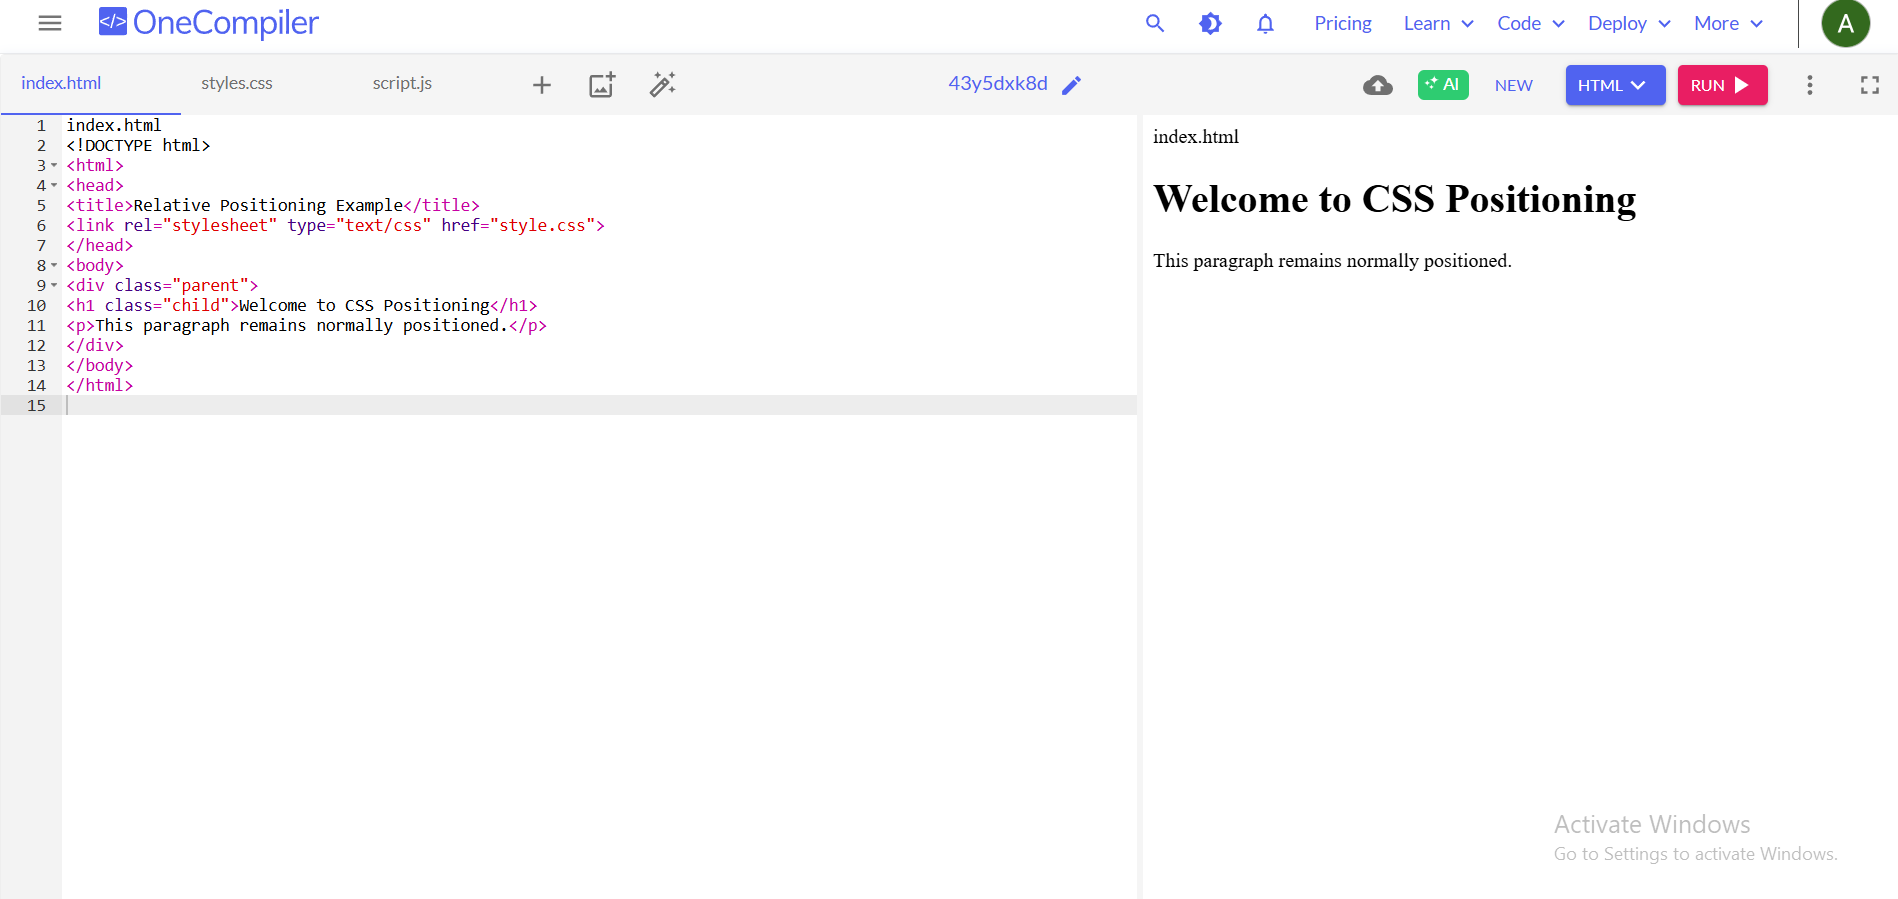 </> OneCompiler
Pricing Learn Code Deploy More A
index.html styles.css script.js 43y5dxk8d AI NEW HTML RUN
1 index.html
2 <!DOCTYPE html>
3 <html>
4 <head>
5 <title>Relative Positioning Example</title>
6 <link rel="stylesheet" type="text/css" href="style.css">
7 </head>
8 <body>
9 <div class="parent">
10 <h1 class="child">Welcome to CSS Positioning</h1>
11 <p>This paragraph remains normally positioned.</p>
12 </div>
13 </body>
14 </html>
15
index.html
Welcome to CSS Positioning
This paragraph remains normally positioned.
Activate Windows
Go to Settings to activate Windows.